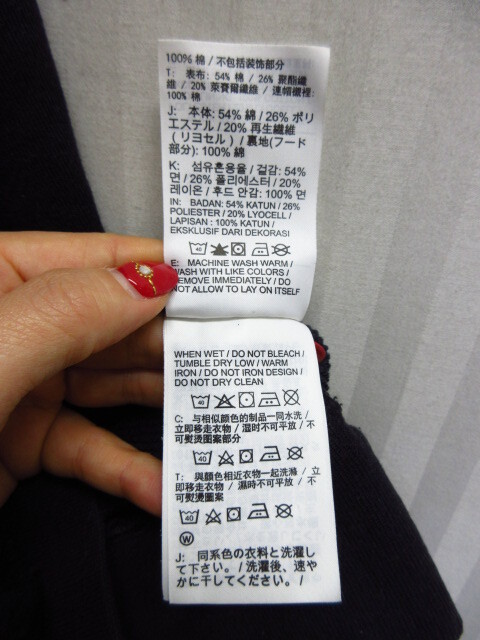 100% 棉 / 不包括装饰部分
T: 表布: 54% 棉 / 26% 聚酯纖
維 / 20% 萊賽爾纖維 / 連帽襯裡:
100% 棉
J: 本体: 54% 綿 / 26% ポリ
エステル / 20% 再生繊維
(リヨセル) / 裏地(フード
部分): 100% 綿
K: 섬유혼용율 / 겉감: 54%
면 / 26% 폴리에스터 / 20%
레이온 / 후드 안감: 100% 면
IN: BADAN: 54% KATUN / 26%
POLIESTER / 20% LYOCELL /
LAPISAN : 100% KATUN /
EKSKLUSIF DARI DEKORASI
40
E: MACHINE WASH WARM /
WASH WITH LIKE COLORS /
REMOVE IMMEDIATELY / DO
NOT ALLOW TO LAY ON ITSELF
WHEN WET / DO NOT BLEACH /
TUMBLE DRY LOW / WARM
IRON / DO NOT IRON DESIGN /
DO NOT DRY CLEAN
40
C: 与相似颜色的制品一同水洗 /
立即移走衣物 / 湿时不可平放 / 不
可熨烫图案部分
40
T: 與顏色相近衣物一起洗滌 / 立
即移走衣物 / 濕時不可平放 / 不
可熨燙圖案
40
W
J: 同系色の衣料と洗濯し
て下さい。 / 洗濯後、速や
かに干してください。 /